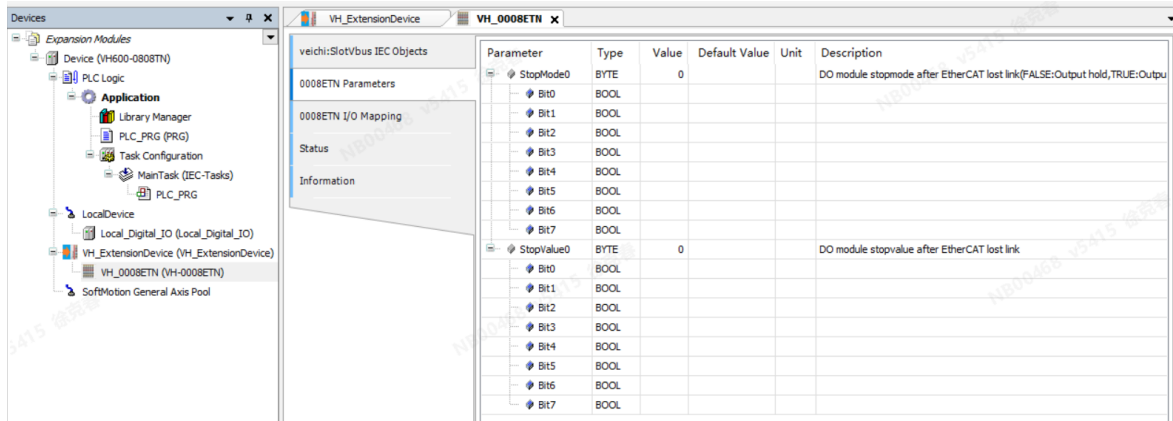 Devices
Expansion Modules
Device (VH600-0808TN)
PLC Logic
Application
Library Manager
PLC_PRG (PRG)
Task Configuration
MainTask (IEC-Tasks)
PLC_PRG
LocalDevice
Local_Digital_IO (Local_Digital_IO)
VH_ExtensionDevice (VH_ExtensionDevice)
VH_0008ETN (VH-0008ETN)
SoftMotion General Axis Pool
VH_ExtensionDevice
VH_0008ETN
veichi:SlotVbus IEC Objects
0008ETN Parameters
0008ETN I/O Mapping
Status
Information
Parameter Type Value Default Value Unit Description
StopMode0 BYTE 0 DO module stopmode after EtherCAT lost link(FALSE:Output hold,TRUE:Outpu
Bit0 BOOL
Bit1 BOOL
Bit2 BOOL
Bit3 BOOL
Bit4 BOOL
Bit5 BOOL
Bit6 BOOL
Bit7 BOOL
StopValue0 BYTE 0 DO module stopvalue after EtherCAT lost link
Bit0 BOOL
Bit1 BOOL
Bit2 BOOL
Bit3 BOOL
Bit4 BOOL
Bit5 BOOL
Bit6 BOOL
Bit7 BOOL